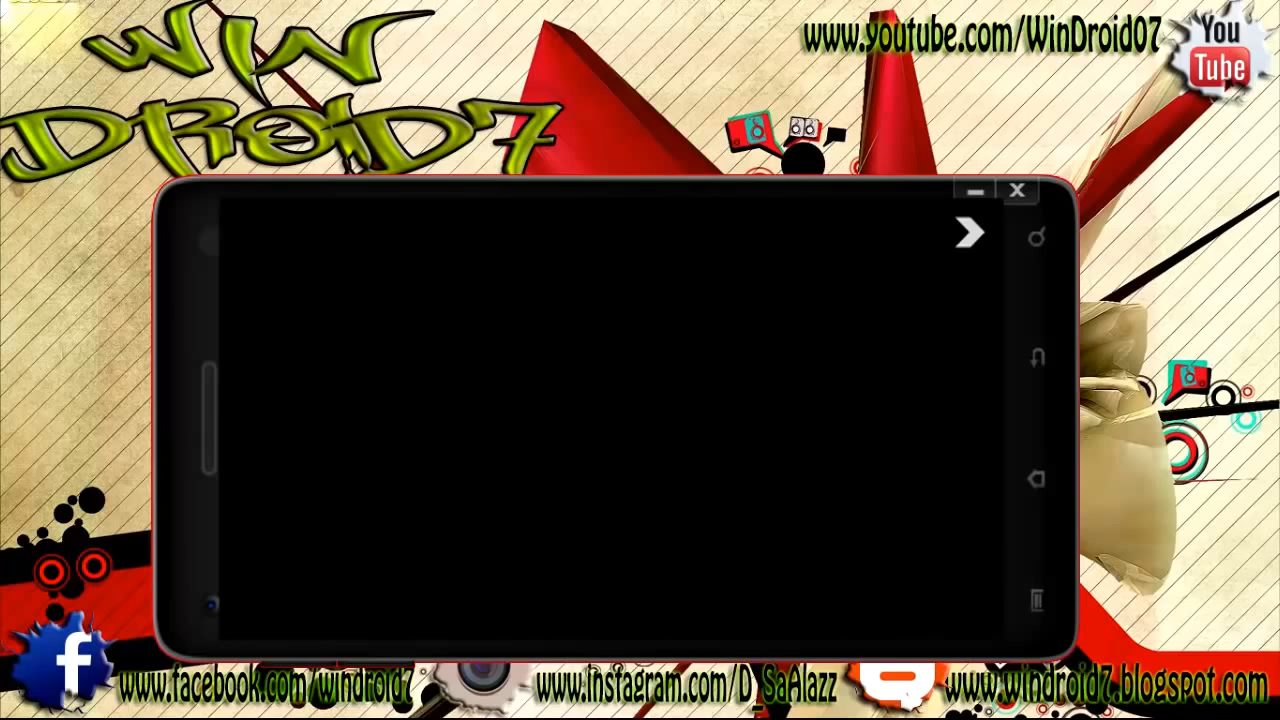 WIN
DROID7
www.youtube.com/WinDroid07
You
Tube
f
www.facebook.com/windroid7
www.instagram.com/D_SaAlazz
www.windroid7.blogspot.com